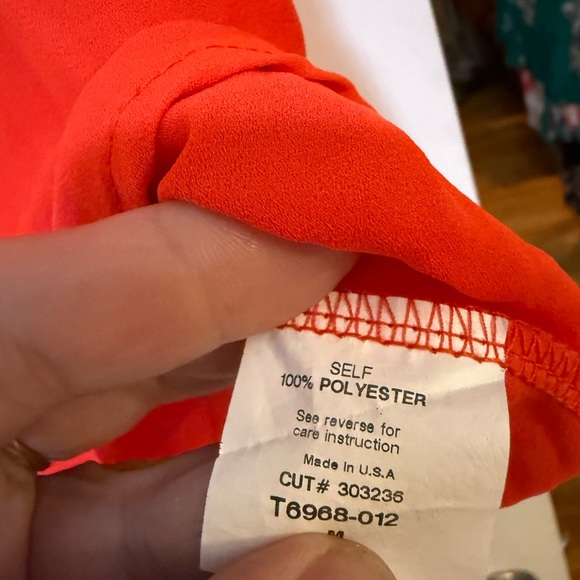 SELF
100% POLYESTER
See reverse for
care instruction
Made in U.S.A
CUT# 303236
T6968-012
M